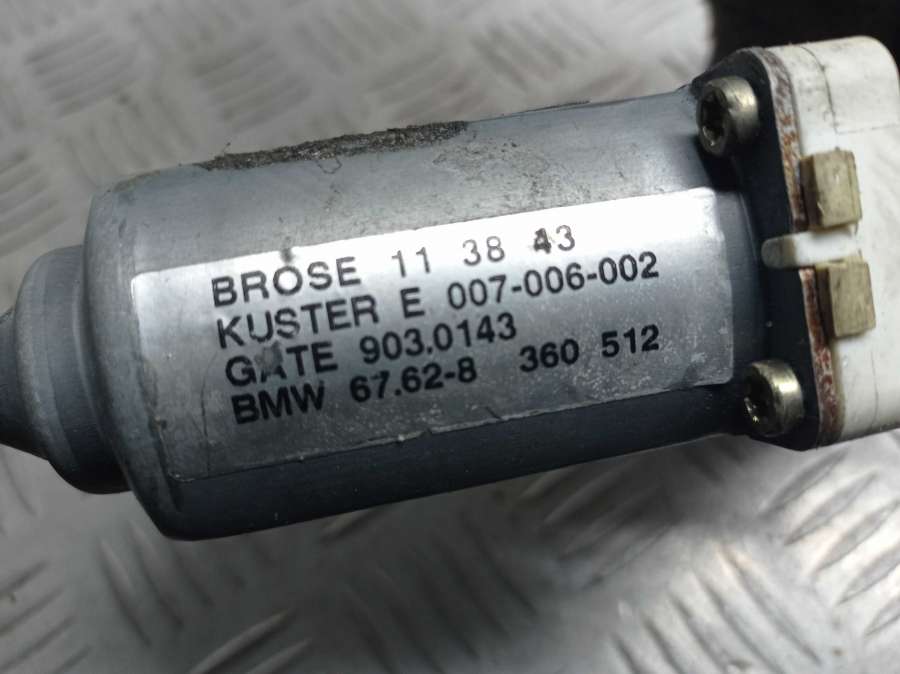 BROSE 11 38 43
KUSTER E 007-006-002
GATE 903.0143
BMW 67.62-8 360 512